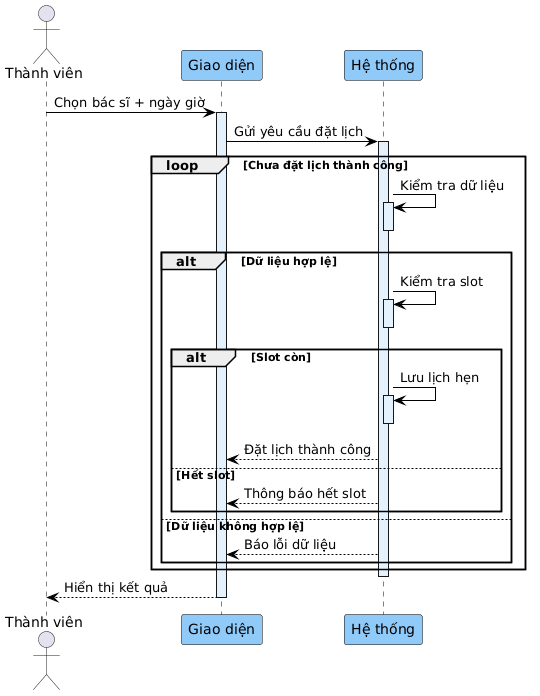 Thành viên
Giao diện
Hệ thống
Chọn bác sĩ + ngày giờ
Gửi yêu cầu đặt lịch
loop
[Chưa đặt lịch thành công]
Kiểm tra dữ liệu
alt
[Dữ liệu hợp lệ]
Kiểm tra slot
alt
[Slot còn]
Lưu lịch hẹn
Đặt lịch thành công
[Hết slot]
Thông báo hết slot
[Dữ liệu không hợp lệ]
Báo lỗi dữ liệu
Hiển thị kết quả
Thành viên
Giao diện
Hệ thống